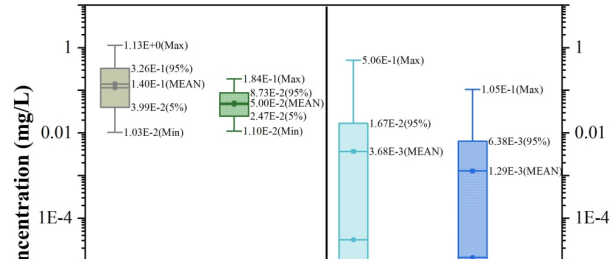 1
0.01
1E-4
oncentration (mg/L)
1.13E+0(Max)
3.26E-1(95%)
1.40E-1(MEAN)
3.99E-2(5%)
1.03E-2(Min)
1.84E-1(Max)
8.73E-2(95%)
5.00E-2(MEAN)
2.47E-2(5%)
1.10E-2(Min)
5.06E-1(Max)
1.67E-2(95%)
3.68E-3(MEAN)
1.05E-1(Max)
6.38E-3(95%)
1.29E-3(MEAN)
1
0.01
1E-4